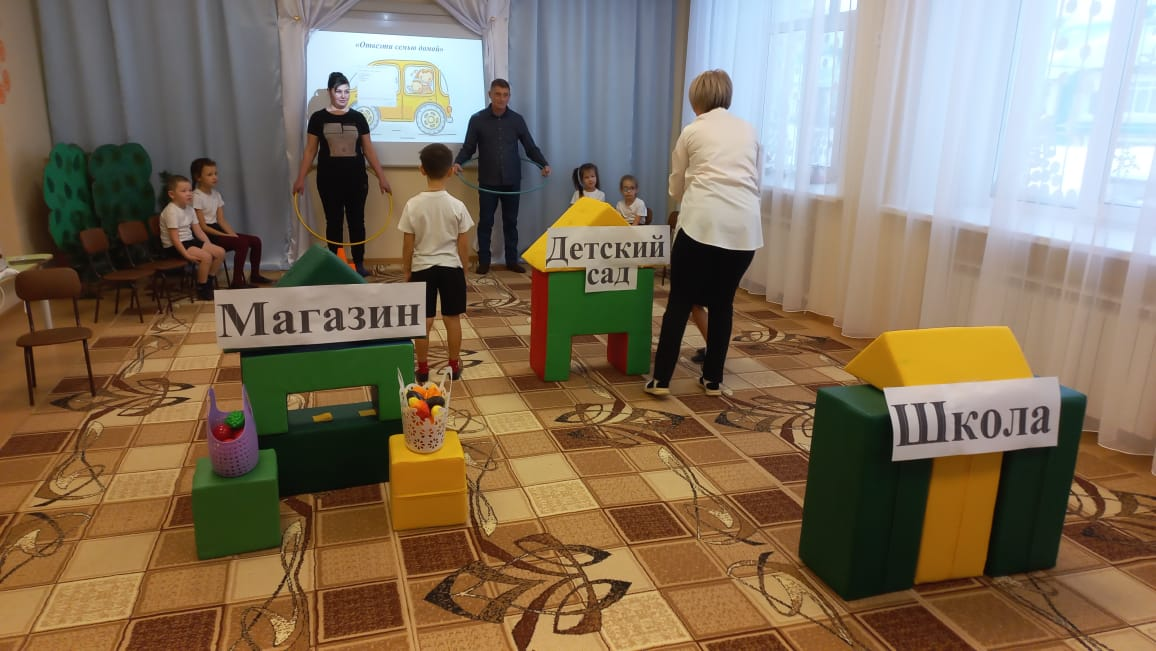 «Отвези семью домой»
Магазин
Детский
сад
Школа